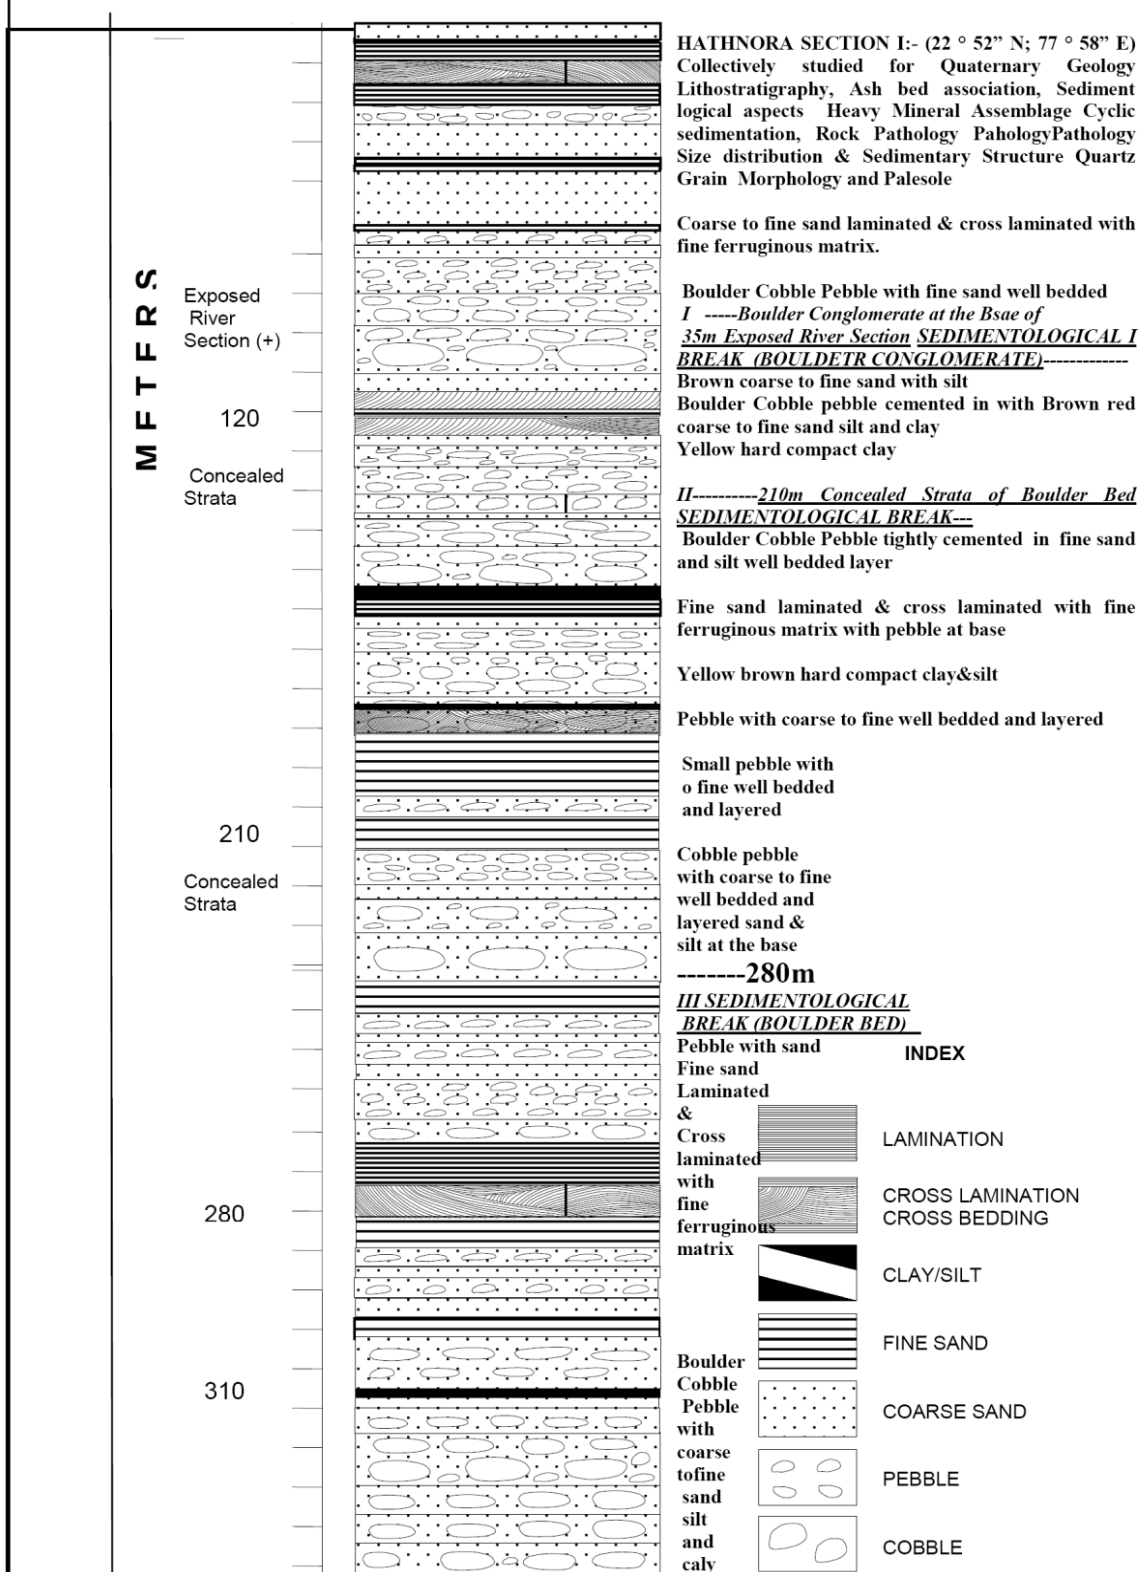 HATHNORA SECTION I:- (22 ° 52” N; 77 ° 58” E)
Collectively studied for Quaternary Geology
Lithostratigraphy, Ash bed association, Sediment
logical aspects Heavy Mineral Assemblage Cyclic
sedimentation, Rock Pathology PahologyPathology
Size distribution & Sedimentary Structure Quartz
Grain Morphology and Palesole
Coarse to fine sand laminated & cross laminated with
fine ferruginous matrix.
Boulder Cobble Pebble with fine sand well bedded
I -----Boulder Conglomerate at the Bsae of
35m Exposed River Section SEDIMENTOLOGICAL I
BREAK (BOULDETR CONGLOMERATE)-------------
Brown coarse to fine sand with silt
Boulder Cobble pebble cemented in with Brown red
coarse to fine sand silt and clay
Yellow hard compact clay
II----------210m Concealed Strata of Boulder Bed
SEDIMENTOLOGICAL BREAK---
Boulder Cobble Pebble tightly cemented in fine sand
and silt well bedded layer
Fine sand laminated & cross laminated with fine
ferruginous matrix with pebble at base
Yellow brown hard compact clay&silt
Pebble with coarse to fine well bedded and layered
Small pebble with
o fine well bedded
and layered
Cobble pebble
with coarse to fine
well bedded and
layered sand &
silt at the base
-------280m
III SEDIMENTOLOGICAL
BREAK (BOULDER BED)
Pebble with sand
Fine sand
Laminated
&
Cross
laminated
with
fine
ferruginous
matrix
Boulder
Cobble
Pebble
with
coarse
tofine
sand
silt
and
caly
MFTFRS
Exposed
River
Section (+)
120
Concealed
Strata
210
Concealed
Strata
280
310
INDEX
LAMINATION
CROSS LAMINATION
CROSS BEDDING
CLAY/SILT
FINE SAND
COARSE SAND
PEBBLE
COBBLE